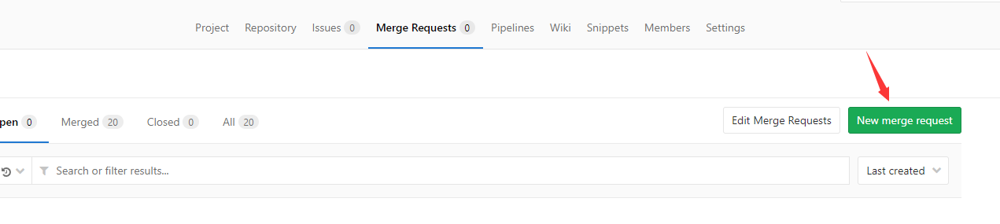 Project Repository Issues 0 Merge Requests 0 Pipelines Wiki Snippets Members Settings
pen 0 Merged 20 Closed 0 All 20 Edit Merge Requests New merge request
Search or filter results... Last created